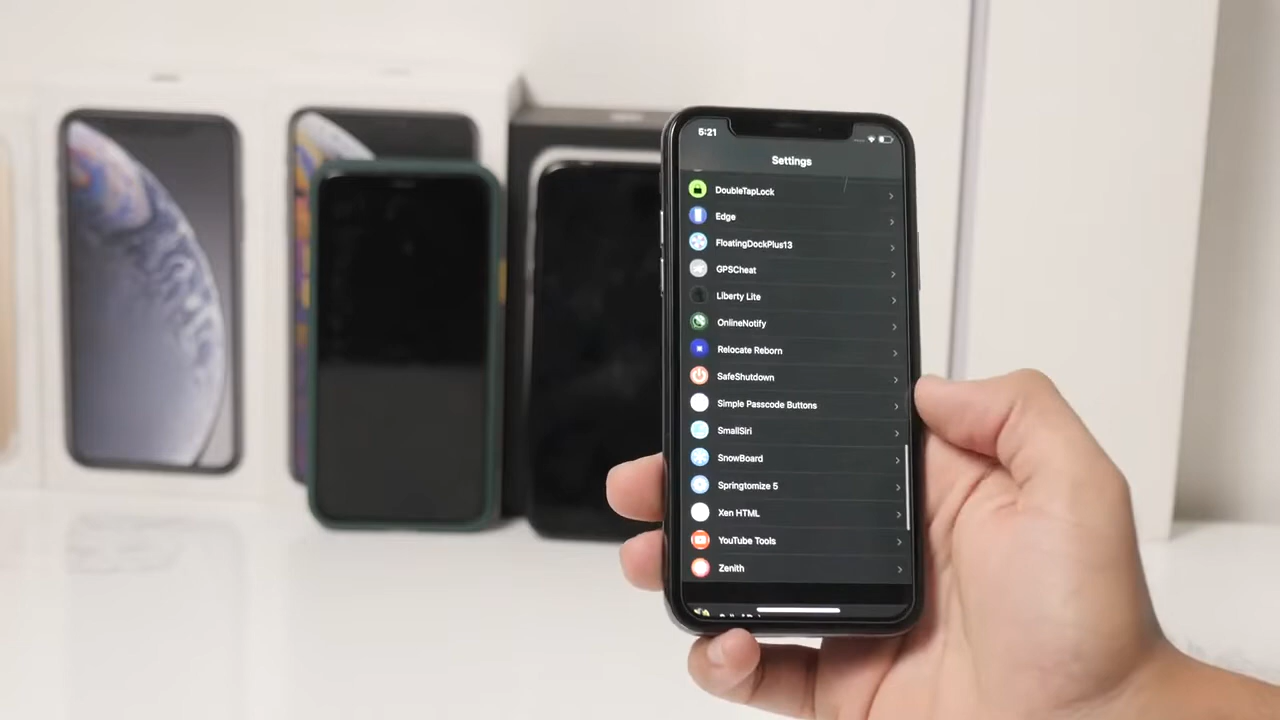 5:21
Settings
DoubleTapLock
Edge
FloatingDockPlus13
GPSCheat
Liberty Lite
OnlineNotify
Relocate Reborn
SafeShutdown
Simple Passcode Buttons
SmallSiri
SnowBoard
Springtomize 5
Xen HTML
YouTube Tools
Zenith